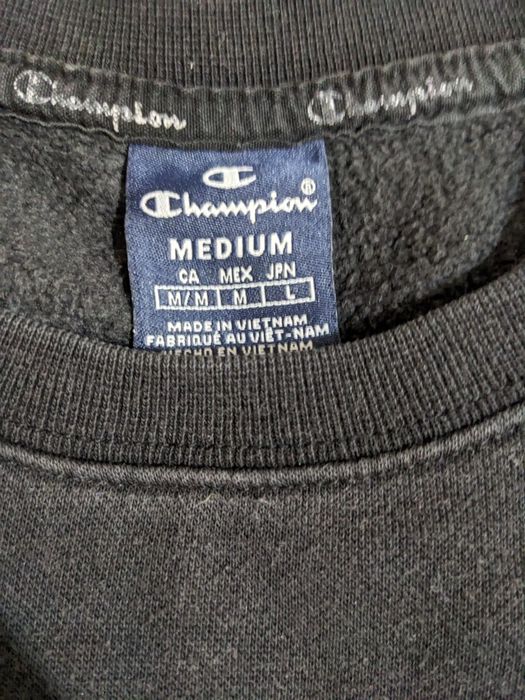 Champion Champion
Champion®
MEDIUM
CA MEX JPN
M/M M L
MADE IN VIETNAM
FABRIQUÉ AU VIÊT-NAM
HECHO EN VIETNAM